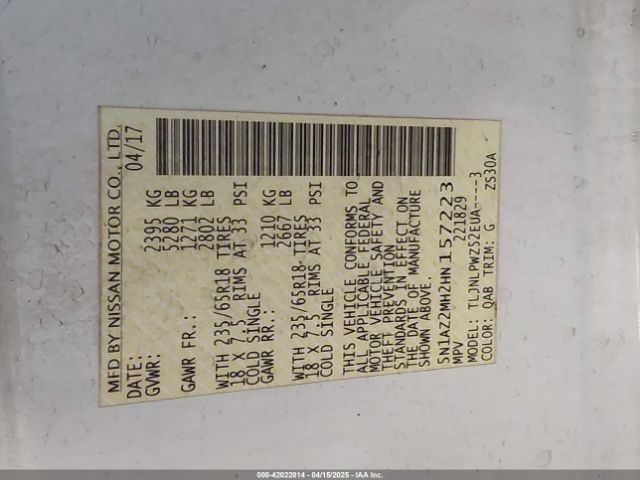 MFD BY NISSAN MOTOR CO., LTD.
DATE: 04/17
GVWR: 2395 KG
5280 LB
GAWR FR.: 1271 KG
2802 LB
WITH 235/65R18 TIRES
18 X 7.5 RIMS AT 33 PSI
COLD SINGLE
GAWR RR.: 1210 KG
2667 LB
WITH 235/65R18 TIRES
18 X 7.5 RIMS AT 33 PSI
COLD SINGLE
THIS VEHICLE CONFORMS TO
ALL APPLICABLE FEDERAL
MOTOR VEHICLE SAFETY AND
THEFT PREVENTION
STANDARDS IN EFFECT ON
THE DATE OF MANUFACTURE
SHOWN ABOVE.
5N1AZ2MH2HN157223
MPV 221829
MODEL: TLJNLPWZS2EUA----3
COLOR: QAB TRIM: G ZS30A
000-42022814 - 04/15/2025 - IAA Inc.